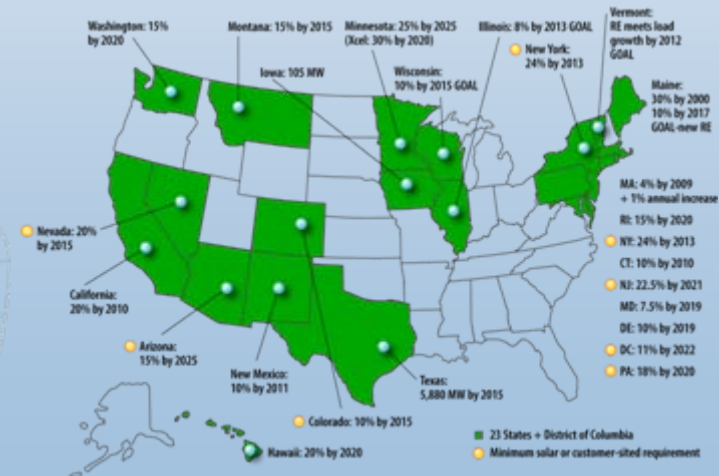 Washington: 15%
by 2020
Montana: 15% by 2015
Minnesota: 25% by 2025
(Xcel: 30% by 2020)
Illinois: 8% by 2013 GOAL
Vermont:
RE meets load
growth by 2012
GOAL
New York:
24% by 2013
Iowa: 105 MW
Wisconsin:
10% by 2015 GOAL
Maine:
30% by 2000
10% by 2017
GOAL-new RE
MA: 4% by 2009
+ 1% annual increase
RI: 15% by 2020
NY: 24% by 2013
CT: 10% by 2010
NJ: 22.5% by 2021
MD: 7.5% by 2019
DE: 10% by 2019
DC: 11% by 2022
PA: 18% by 2020
Nevada: 20%
by 2015
California:
20% by 2010
Arizona:
15% by 2025
New Mexico:
10% by 2011
Texas:
5,880 MW by 2015
Colorado: 10% by 2015
Hawaii: 20% by 2020
23 States + District of Columbia
Minimum solar or customer-sited requirement